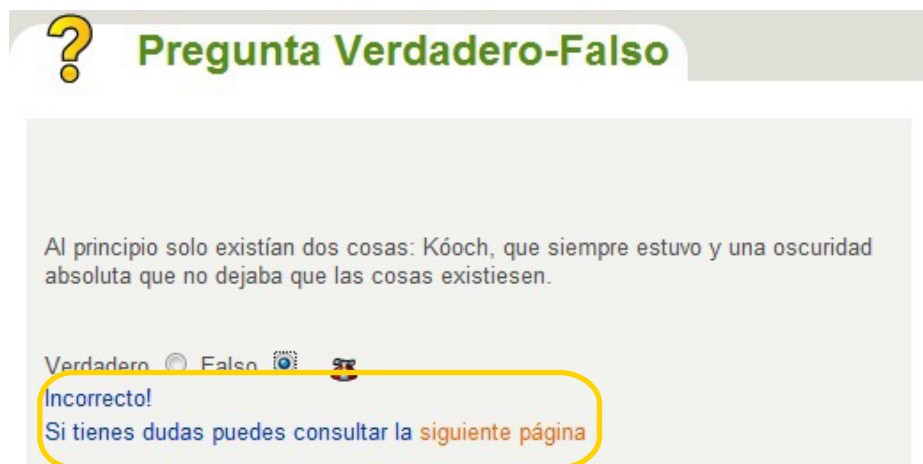 Pregunta Verdadero-Falso
Al principio solo existían dos cosas: Kóoch, que siempre estuvo y una oscuridad
absoluta que no dejaba que las cosas existiesen.
Verdadero Falso
Incorrecto!
Si tienes dudas puedes consultar la siguiente página